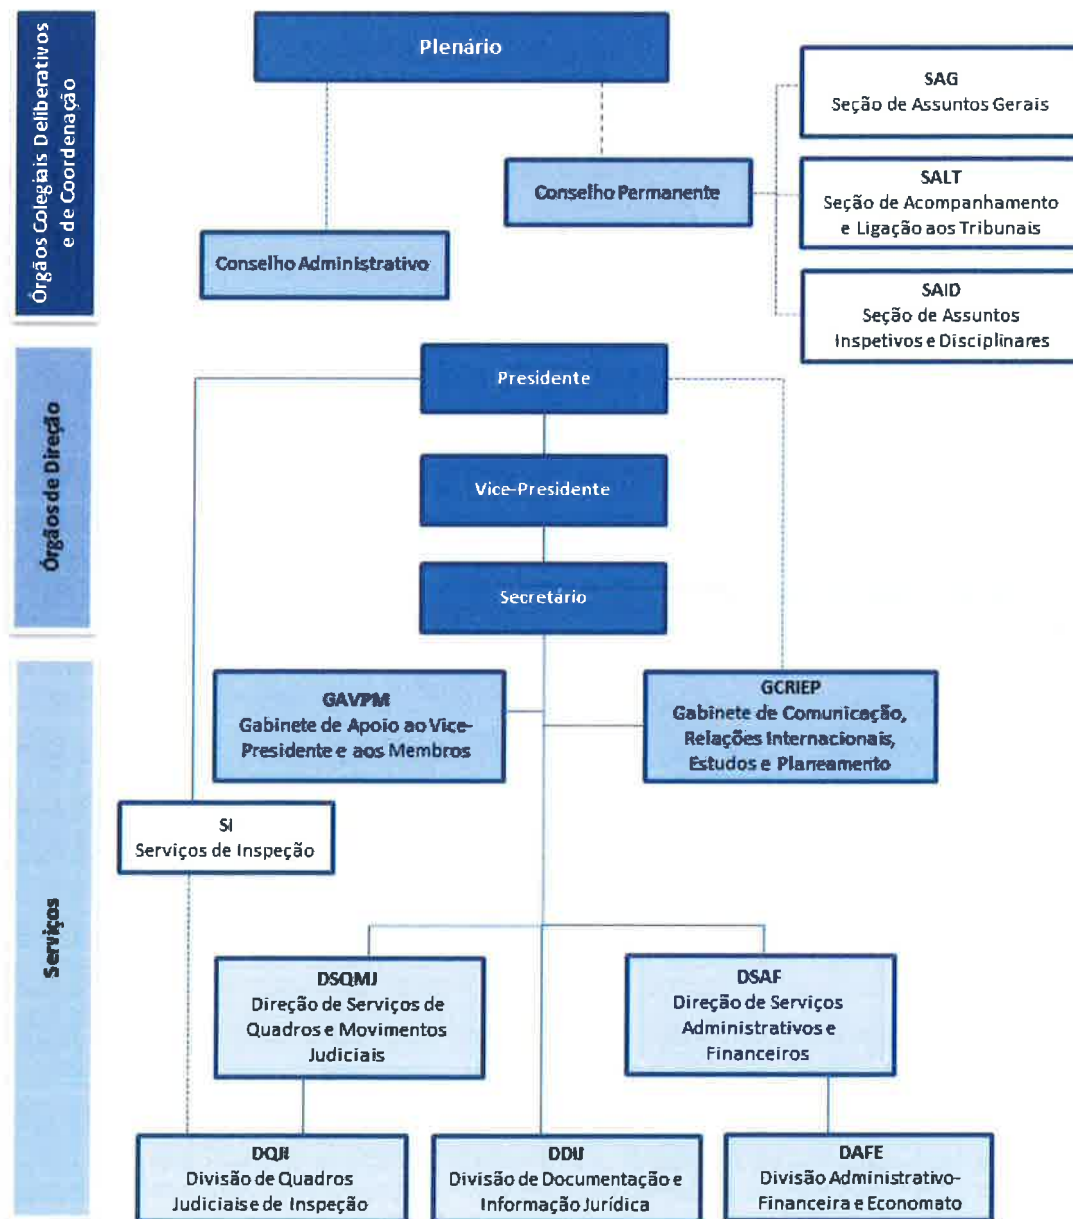 Órgãos Colegiais Deliberativos
e de Coordenação
Plenário
Conselho Permanente
Conselho Administrativo
SAG
Seção de Assuntos Gerais
SALT
Seção de Acompanhamento
e Ligação aos Tribunais
SAID
Seção de Assuntos
Inspetivos e Disciplinares
Órgãos de Direção
Presidente
Vice-Presidente
Secretário
Serviços
GAVPM
Gabinete de Apoio ao Vice-
Presidente e aos Membros
GCRIEP
Gabinete de Comunicação,
Relações Internacionais,
Estudos e Planeamento
SI
Serviços de Inspeção
DSQMJ
Direção de Serviços de
Quadros e Movimentos
Judiciais
DSAF
Direção de Serviços
Administrativos e
Financeiros
DQJI
Divisão de Quadros
Judiciais e de Inspeção
DDIJ
Divisão de Documentação e
Informação Jurídica
DAFE
Divisão Administrativo-
Financeira e Economato